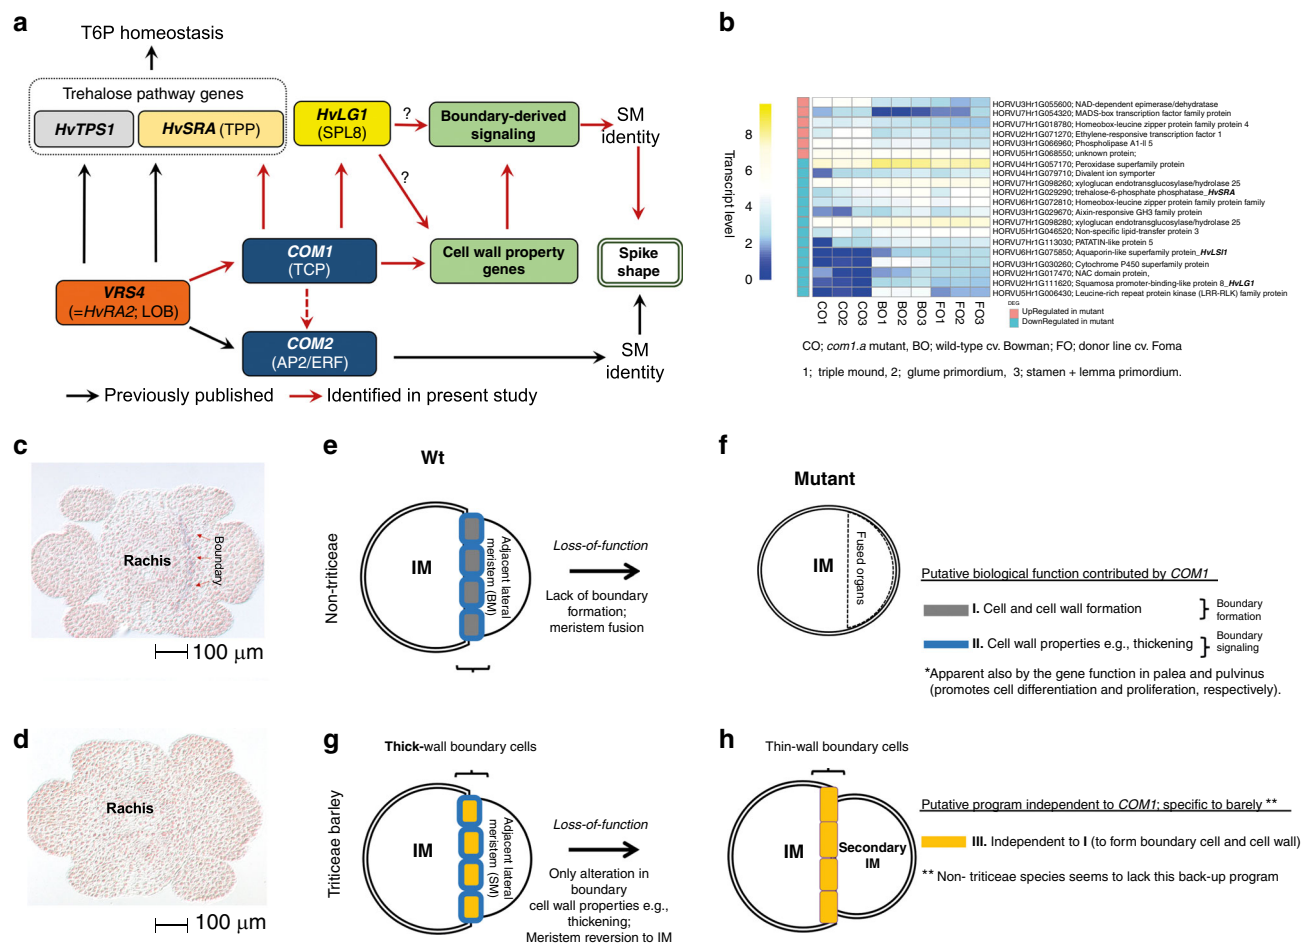 a
T6P homeostasis
Trehalose pathway genes
HvTPS1
HvSRA (TPP)
HvLG1
(SPL8)
?
Boundary-derived
signaling
SM
identity
?
COM1
(TCP)
Cell wall property
genes
Spike
shape
VRS4
(=HvRA2; LOB)
COM2
(AP2/ERF)
SM
identity
Previously published
Identified in present study
b
8
6
4
2
0
Transcript level
HORVU3Hr1G055600; NAD-dependent epimerase/dehydratase
HORVU7Hr1G054320; MADS-box transcription factor family protein
HORVU7Hr1G018780; Homeobox-leucine zipper protein family protein 4
HORVU2Hr1G071270; Ethylene-responsive transcription factor 1
HORVU3Hr1G066960; Phospholipase A1-II 5
HORVU5Hr1G068550; unknown protein;
HORVU4Hr1G057170; Peroxidase superfamily protein
HORVU4Hr1G079710; Divalent ion symporter
HORVU7Hr1G098260; xyloglucan endotransglucosylase/hydrolase 25
HORVU2Hr1G029290; trehalose-6-phosphate phosphatase_HvSRA
HORVU6Hr1G072810; Homeobox-leucine zipper protein family protein family
HORVU3Hr1G029670; Aixin-responsive GH3 family protein
HORVU7Hr1G098280; xyloglucan endotransglucosylase/hydrolase 25
HORVU5Hr1G046520; Non-specific lipid-transfer protein 3
HORVU7Hr1G113030; PATATIN-like protein 5
HORVU6Hr1G075850; Aquaporin-like superfamily protein_HvLSI1
HORVU3Hr1G030260; Cytochrome P450 superfamily protein
HORVU2Hr1G017470; NAC domain protein,
HORVU2Hr1G111620; Squamosa promoter-binding-like protein 8_HvLG1
HORVU5Hr1G006430; Leucine-rich repeat protein kinase (LRR-RLK) family protein
CO1
CO2
CO3
BO1
BO2
BO3
FO1
FO2
FO3
DEG
UpRegulated in mutant
DownRegulated in mutant
CO; com1.a mutant, BO; wild-type cv. Bowman; FO; donor line cv. Foma
1; triple mound, 2; glume primordium, 3; stamen + lemma primordium.
c
Rachis
Boundary
100 µm
d
Rachis
100 µm
e
Wt
Non-triticeae
IM
Adjacent lateral
meristem (BM)
Loss-of-function
Lack of boundary
formation;
meristem fusion
f
Mutant
IM
Fused organs
Putative biological function contributed by COM1
I. Cell and cell wall formation
Boundary
formation
II. Cell wall properties e.g., thickening
Boundary
signaling
*Apparent also by the gene function in palea and pulvinus
(promotes cell differentiation and proliferation, respectively).
g
Thick-wall boundary cells
Triticeae barley
IM
Adjacent lateral
meristem (SM)
Loss-of-function
Only alteration in
boundary
cell wall properties e.g.,
thickening;
Meristem reversion to IM
h
Thin-wall boundary cells
IM
Secondary
IM
Putative program independent to COM1; specific to barely **
III. Independent to I (to form boundary cell and cell wall)
** Non- triticeae species seems to lack this back-up program